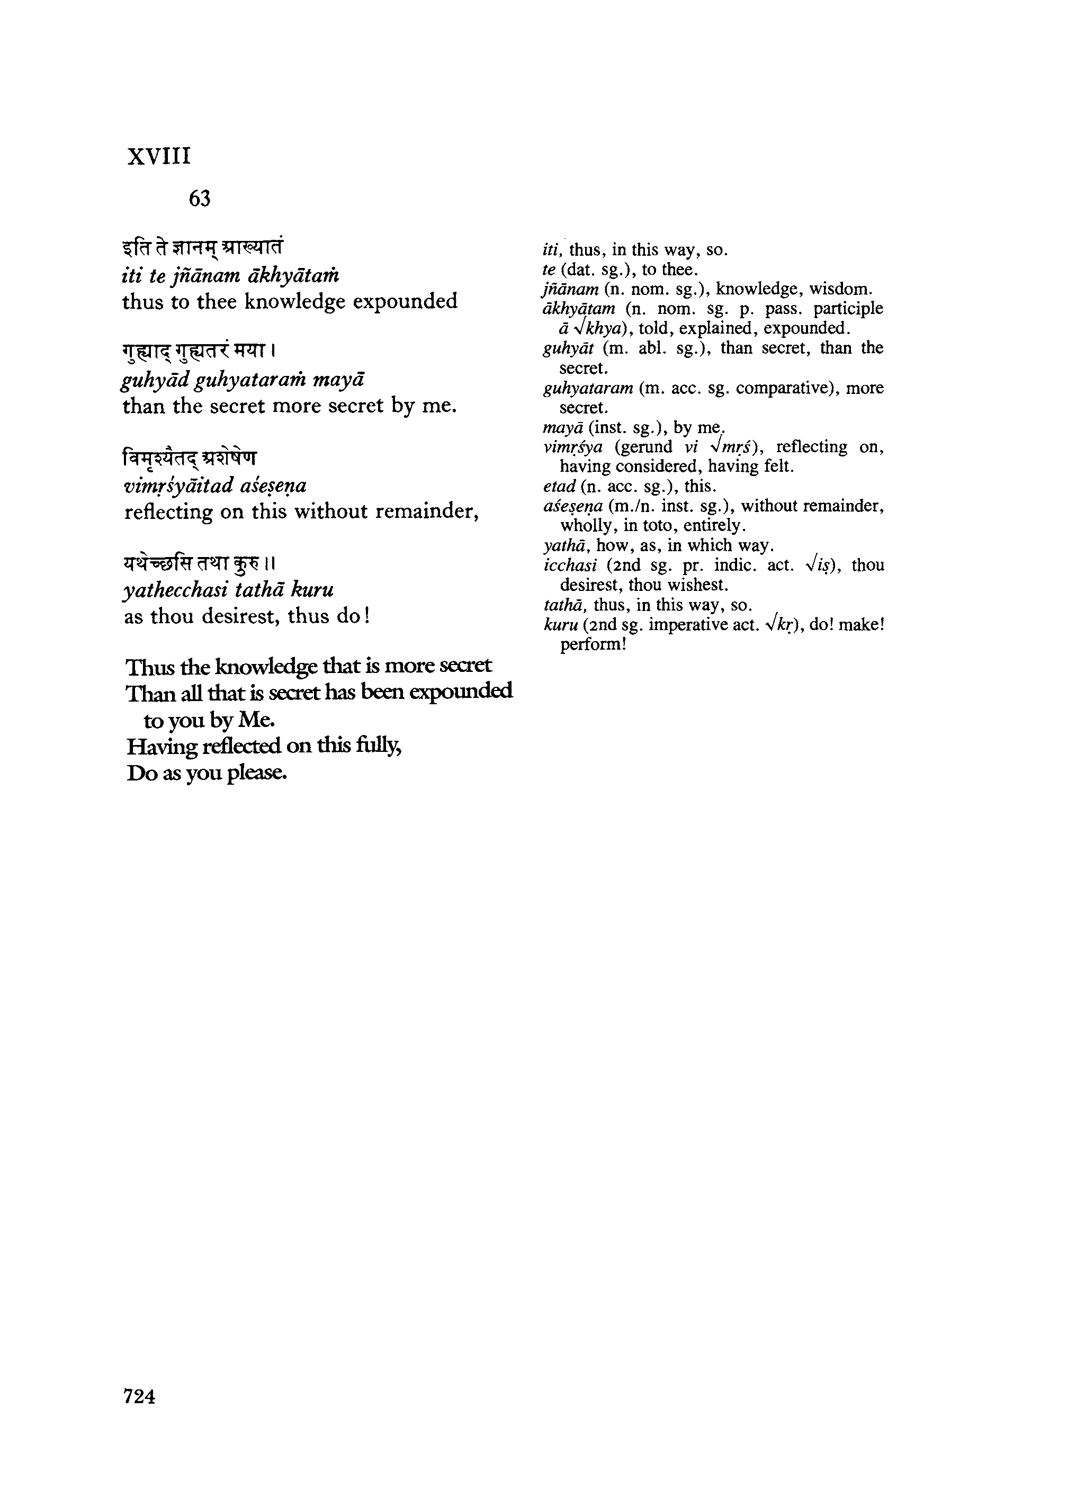 XVIII
63
इति ते ज्ञानम् आख्यातं
iti te jñānam ākhyātaṁ
thus to thee knowledge expounded
गुह्याद् गुह्यतरं मया ।
guhyād guhyataraṁ mayā
than the secret more secret by me.
विमृश्यैतद् अशेषेण
vimṛśyāitad aśeṣeṇa
reflecting on this without remainder,
यथेच्छसि तथा कुरु ।।
yathecchasi tathā kuru
as thou desirest, thus do!
Thus the knowledge that is more secret
Than all that is secret has been expounded
to you by Me.
Having reflected on this fully,
Do as you please.
iti, thus, in this way, so.
te (dat. sg.), to thee.
jñānam (n. nom. sg.), knowledge, wisdom.
ākhyātam (n. nom. sg. p. pass. participle
ā √khya), told, explained, expounded.
guhyāt (m. abl. sg.), than secret, than the
secret.
guhyataram (m. acc. sg. comparative), more
secret.
mayā (inst. sg.), by me.
vimṛśya (gerund vi √mṛś), reflecting on,
having considered, having felt.
etad (n. acc. sg.), this.
aśeṣeṇa (m./n. inst. sg.), without remainder,
wholly, in toto, entirely.
yathā, how, as, in which way.
icchasi (2nd sg. pr. indic. act. √iṣ), thou
desirest, thou wishest.
tathā, thus, in this way, so.
kuru (2nd sg. imperative act. √kṛ), do! make!
perform!
724